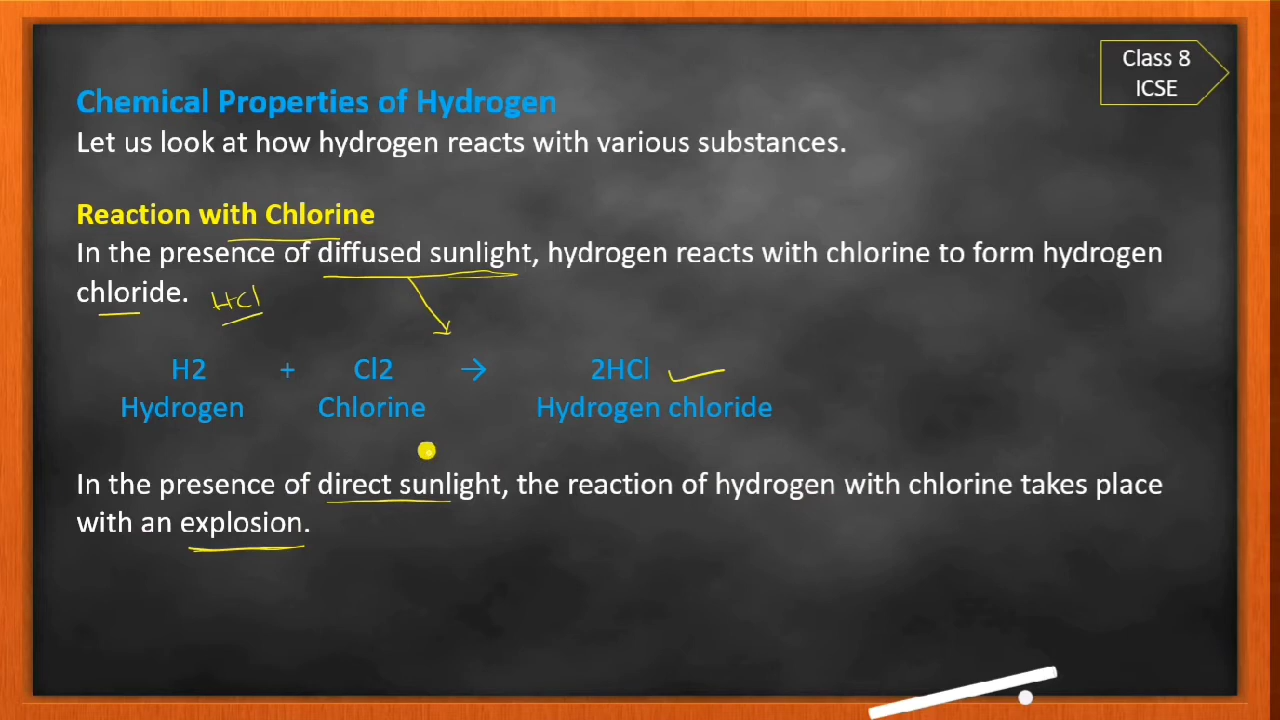 Class 8
ICSE
Chemical Properties of Hydrogen
Let us look at how hydrogen reacts with various substances.
Reaction with Chlorine
In the presence of diffused sunlight, hydrogen reacts with chlorine to form hydrogen
chloride. HCl
H2 + Cl2 → 2HCl
Hydrogen Chlorine Hydrogen chloride
In the presence of direct sunlight, the reaction of hydrogen with chlorine takes place
with an explosion.